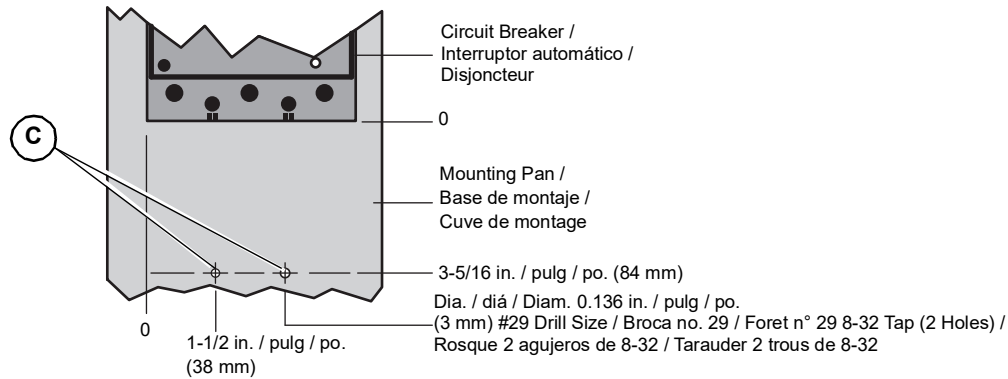 Circuit Breaker /
Interruptor automático /
Disjoncteur
0
C
Mounting Pan /
Base de montaje /
Cuve de montage
3-5/16 in. / pulg / po. (84 mm)
Dia. / diá / Diam. 0.136 in. / pulg / po.
(3 mm) #29 Drill Size / Broca no. 29 / Foret n° 29 8-32 Tap (2 Holes) /
Rosque 2 agujeros de 8-32 / Tarauder 2 trous de 8-32
0
1-1/2 in. / pulg / po.
(38 mm)